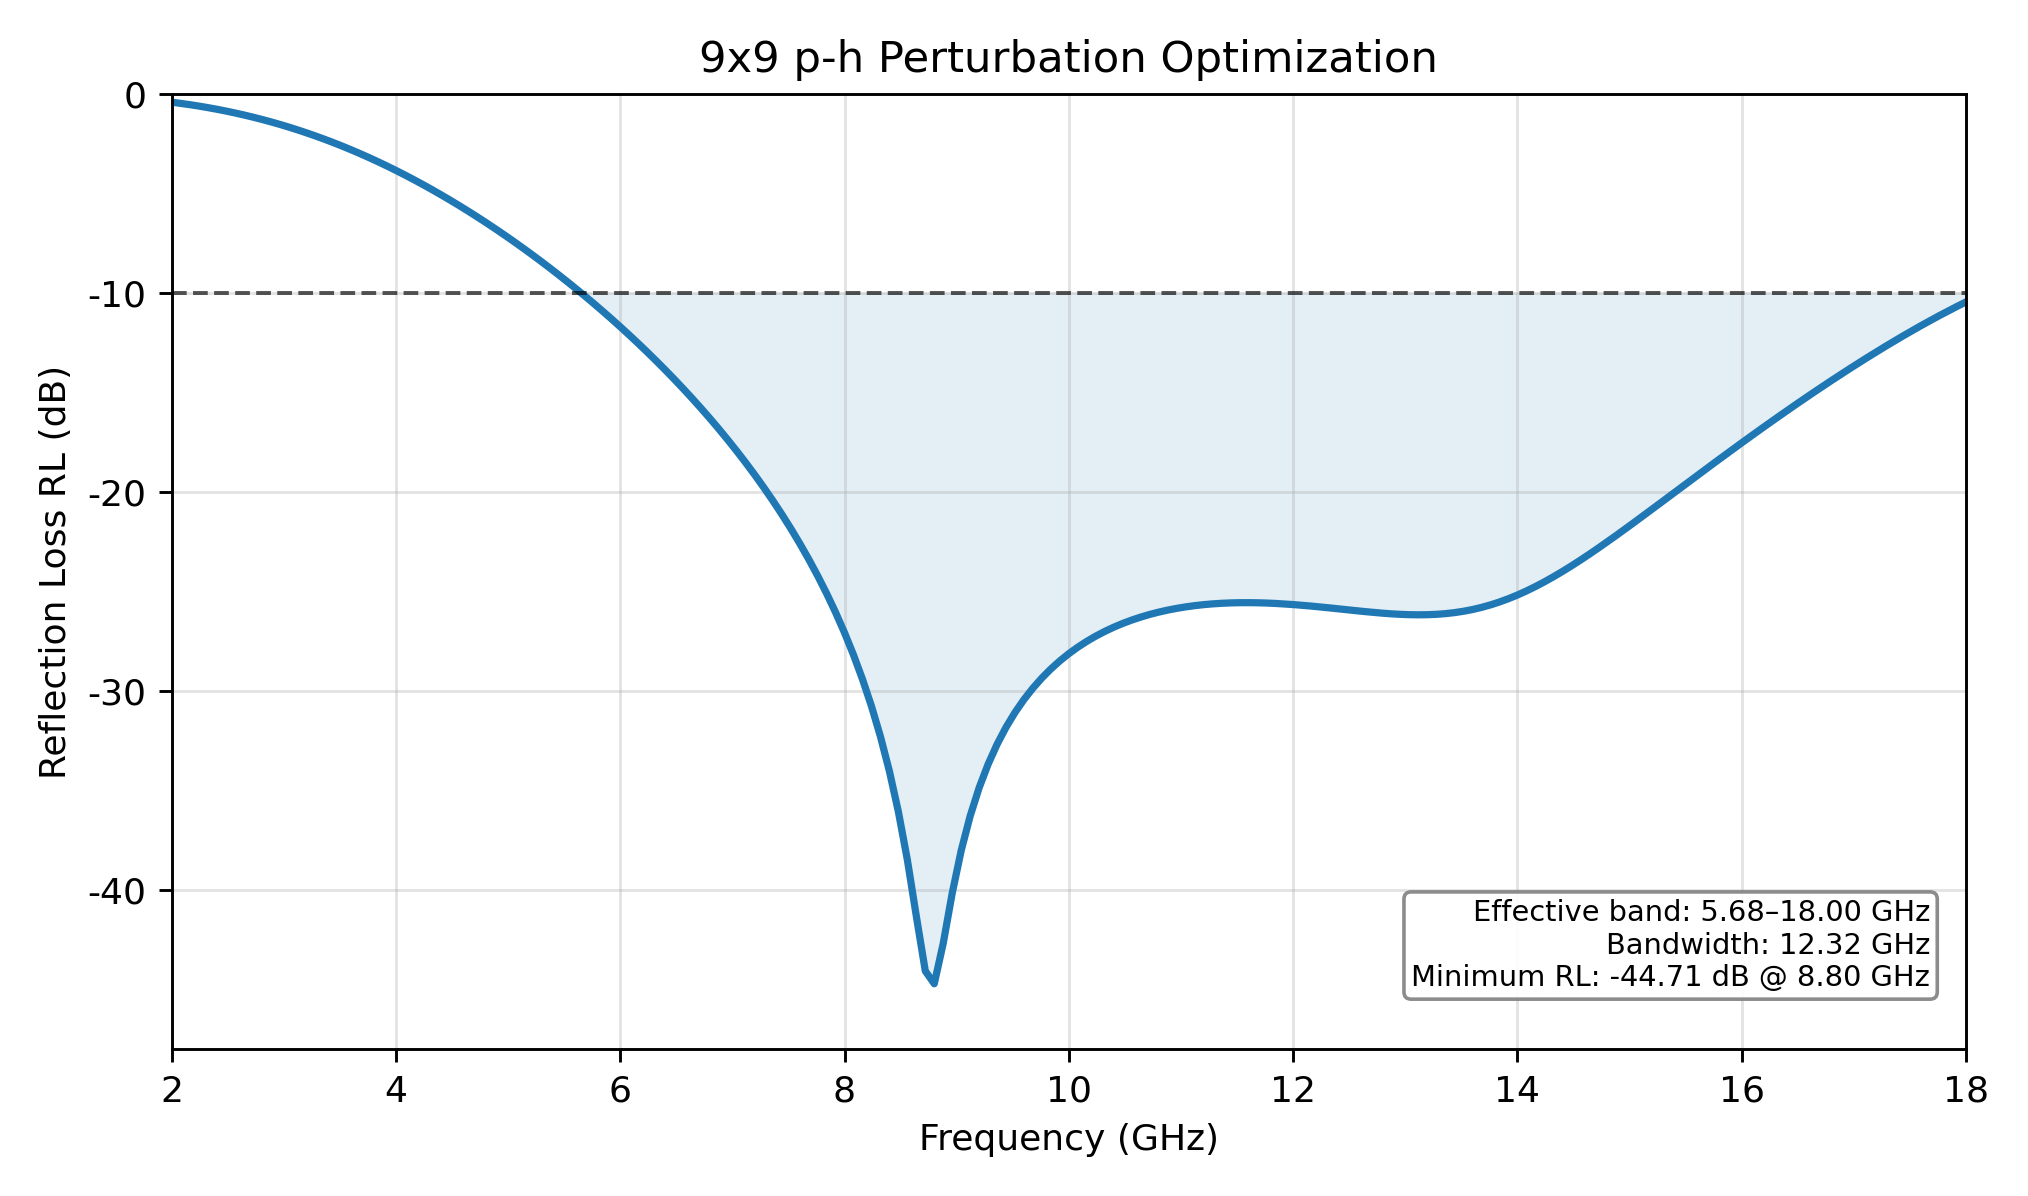 9x9 p-h Perturbation Optimization
0
-10
-20
-30
-40
Reflection Loss RL (dB)
Effective band: 5.68–18.00 GHz
Bandwidth: 12.32 GHz
Minimum RL: -44.71 dB @ 8.80 GHz
2 4 6 8 10 12 14 16 18
Frequency (GHz)